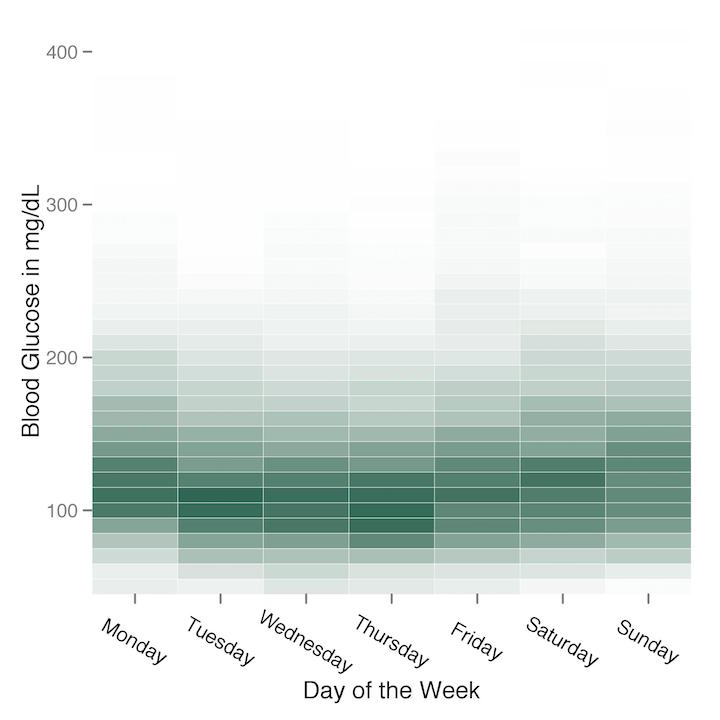 400
300
200
100
Blood Glucose in mg/dL
Monday
Tuesday
Wednesday
Thursday
Friday
Saturday
Sunday
Day of the Week